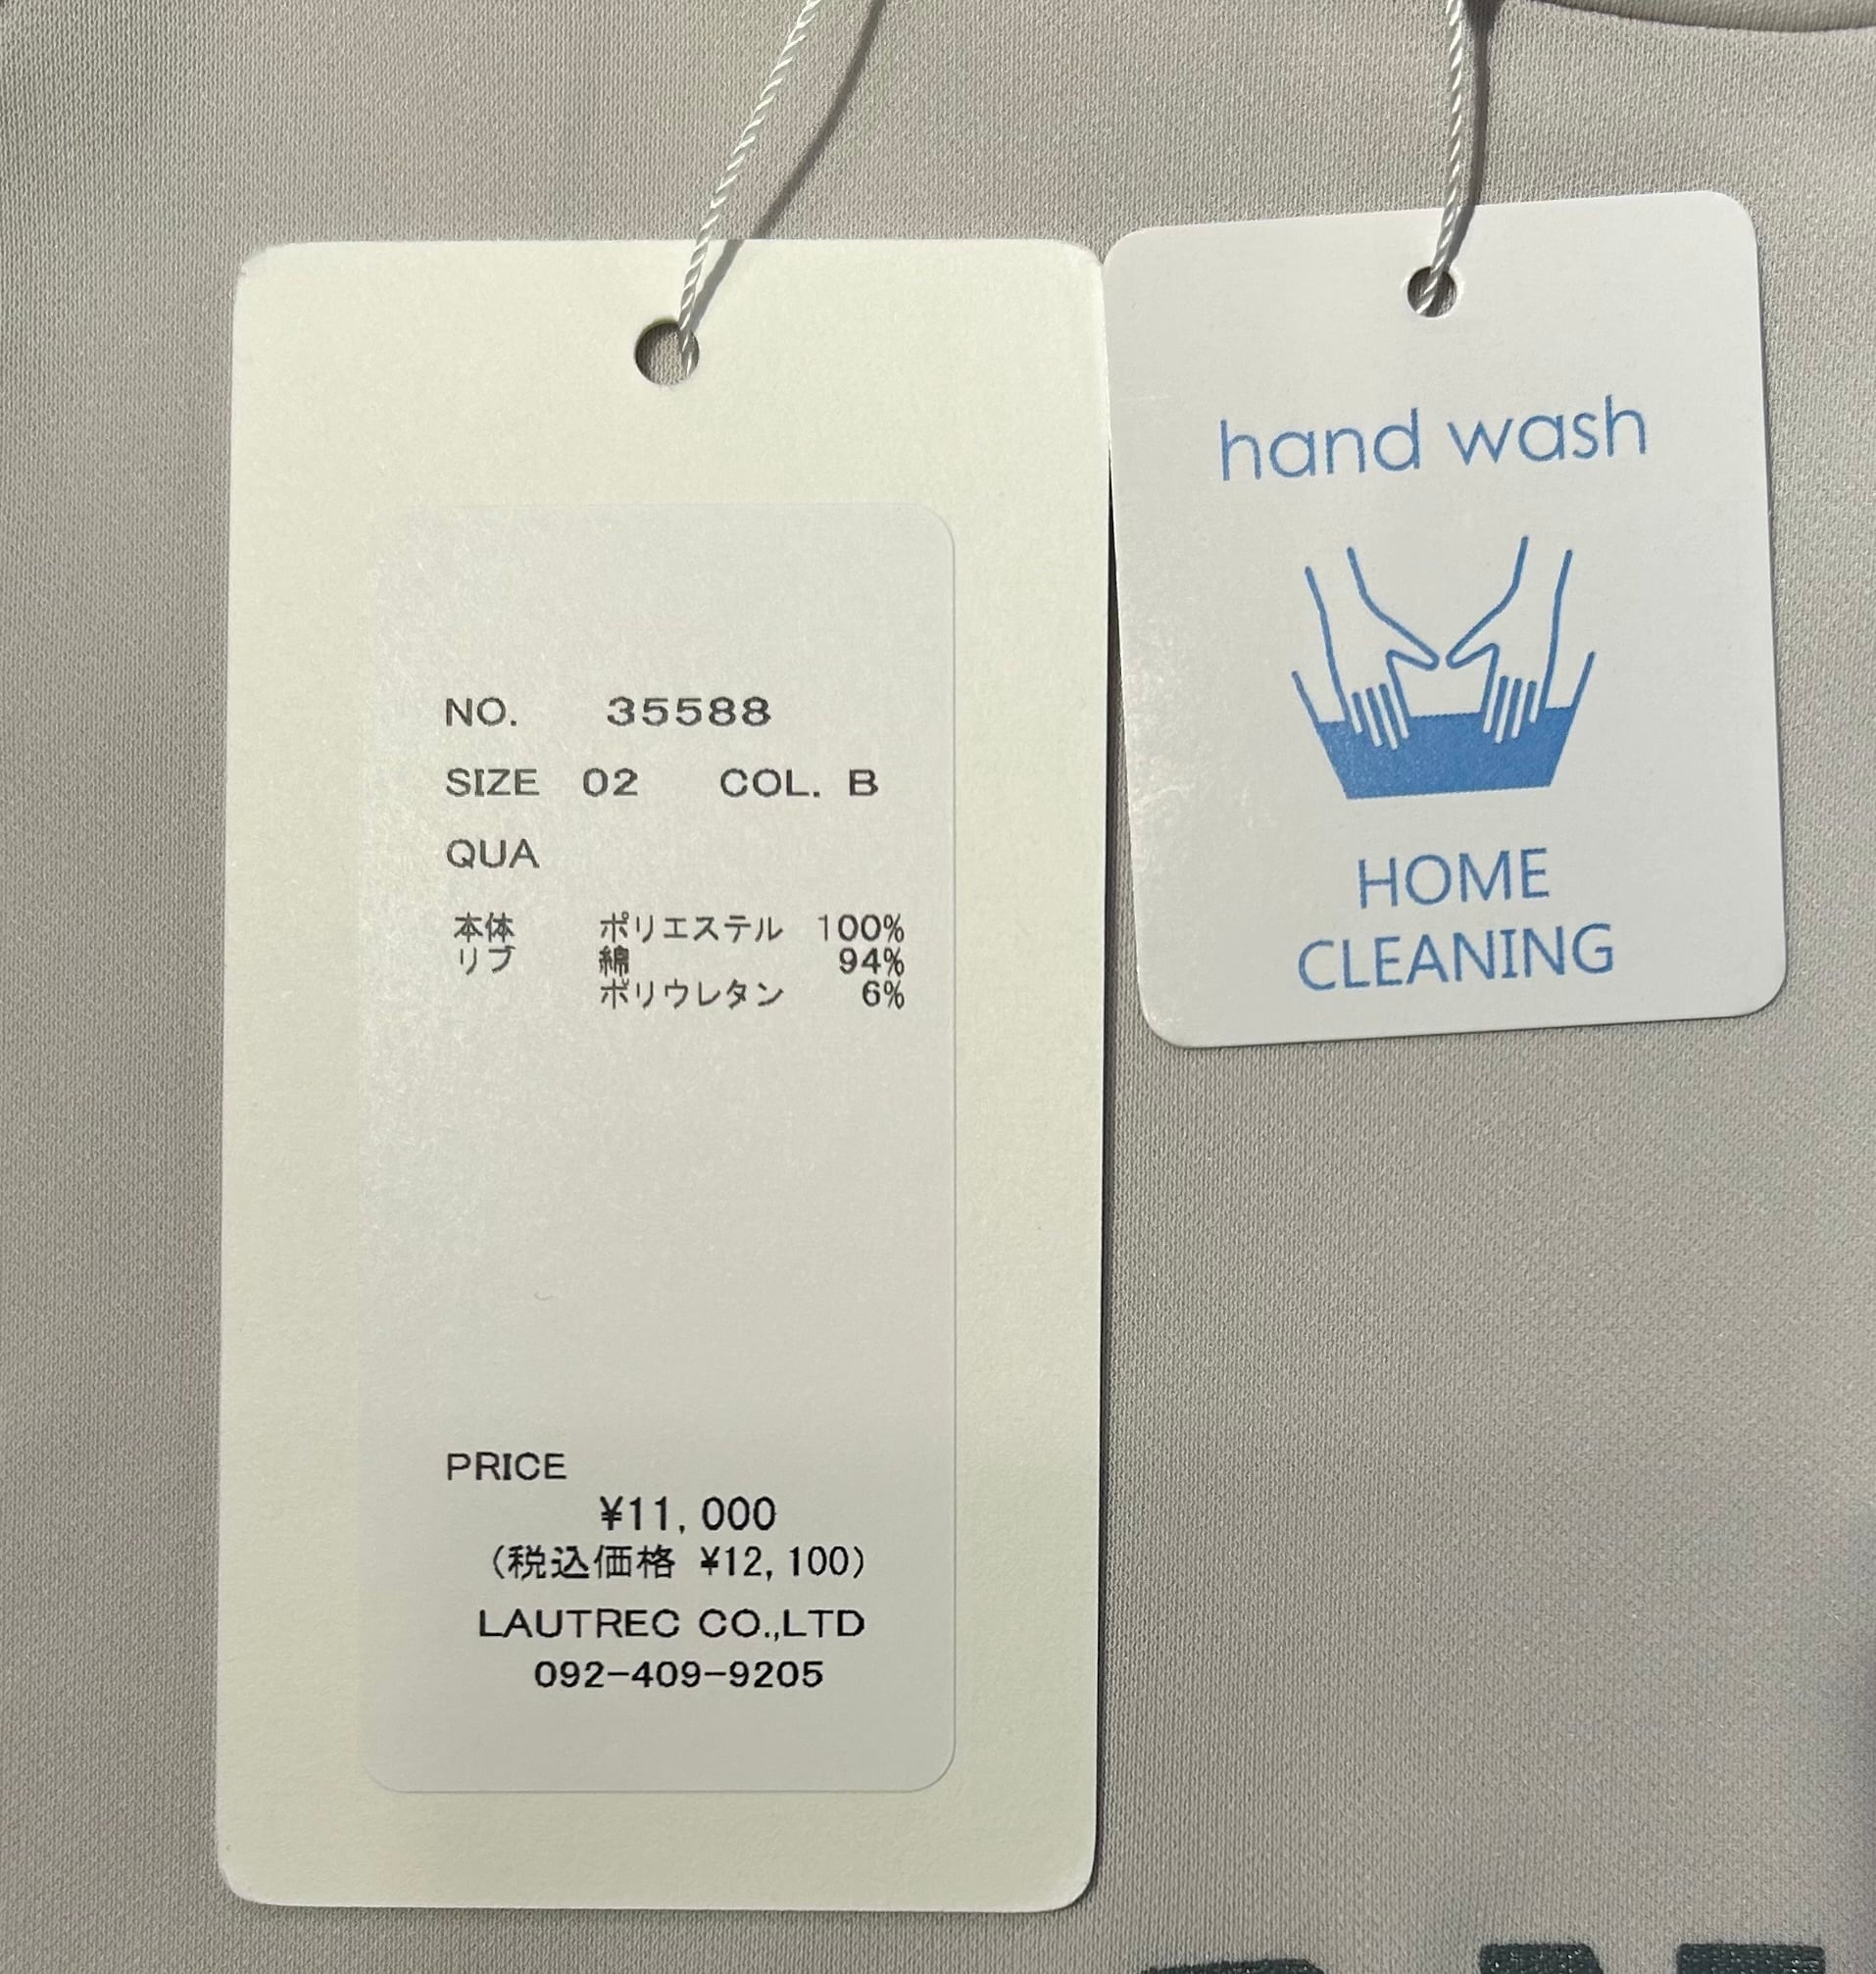 NO. 35588
SIZE 02 COL. B
QUA
本体 ポリエステル 100%
リブ 綿 94%
ポリウレタン 6%
PRICE
¥11,000
(税込価格 ¥12,100)
LAUTREC CO.,LTD
092-409-9205
hand wash
HOME
CLEANING